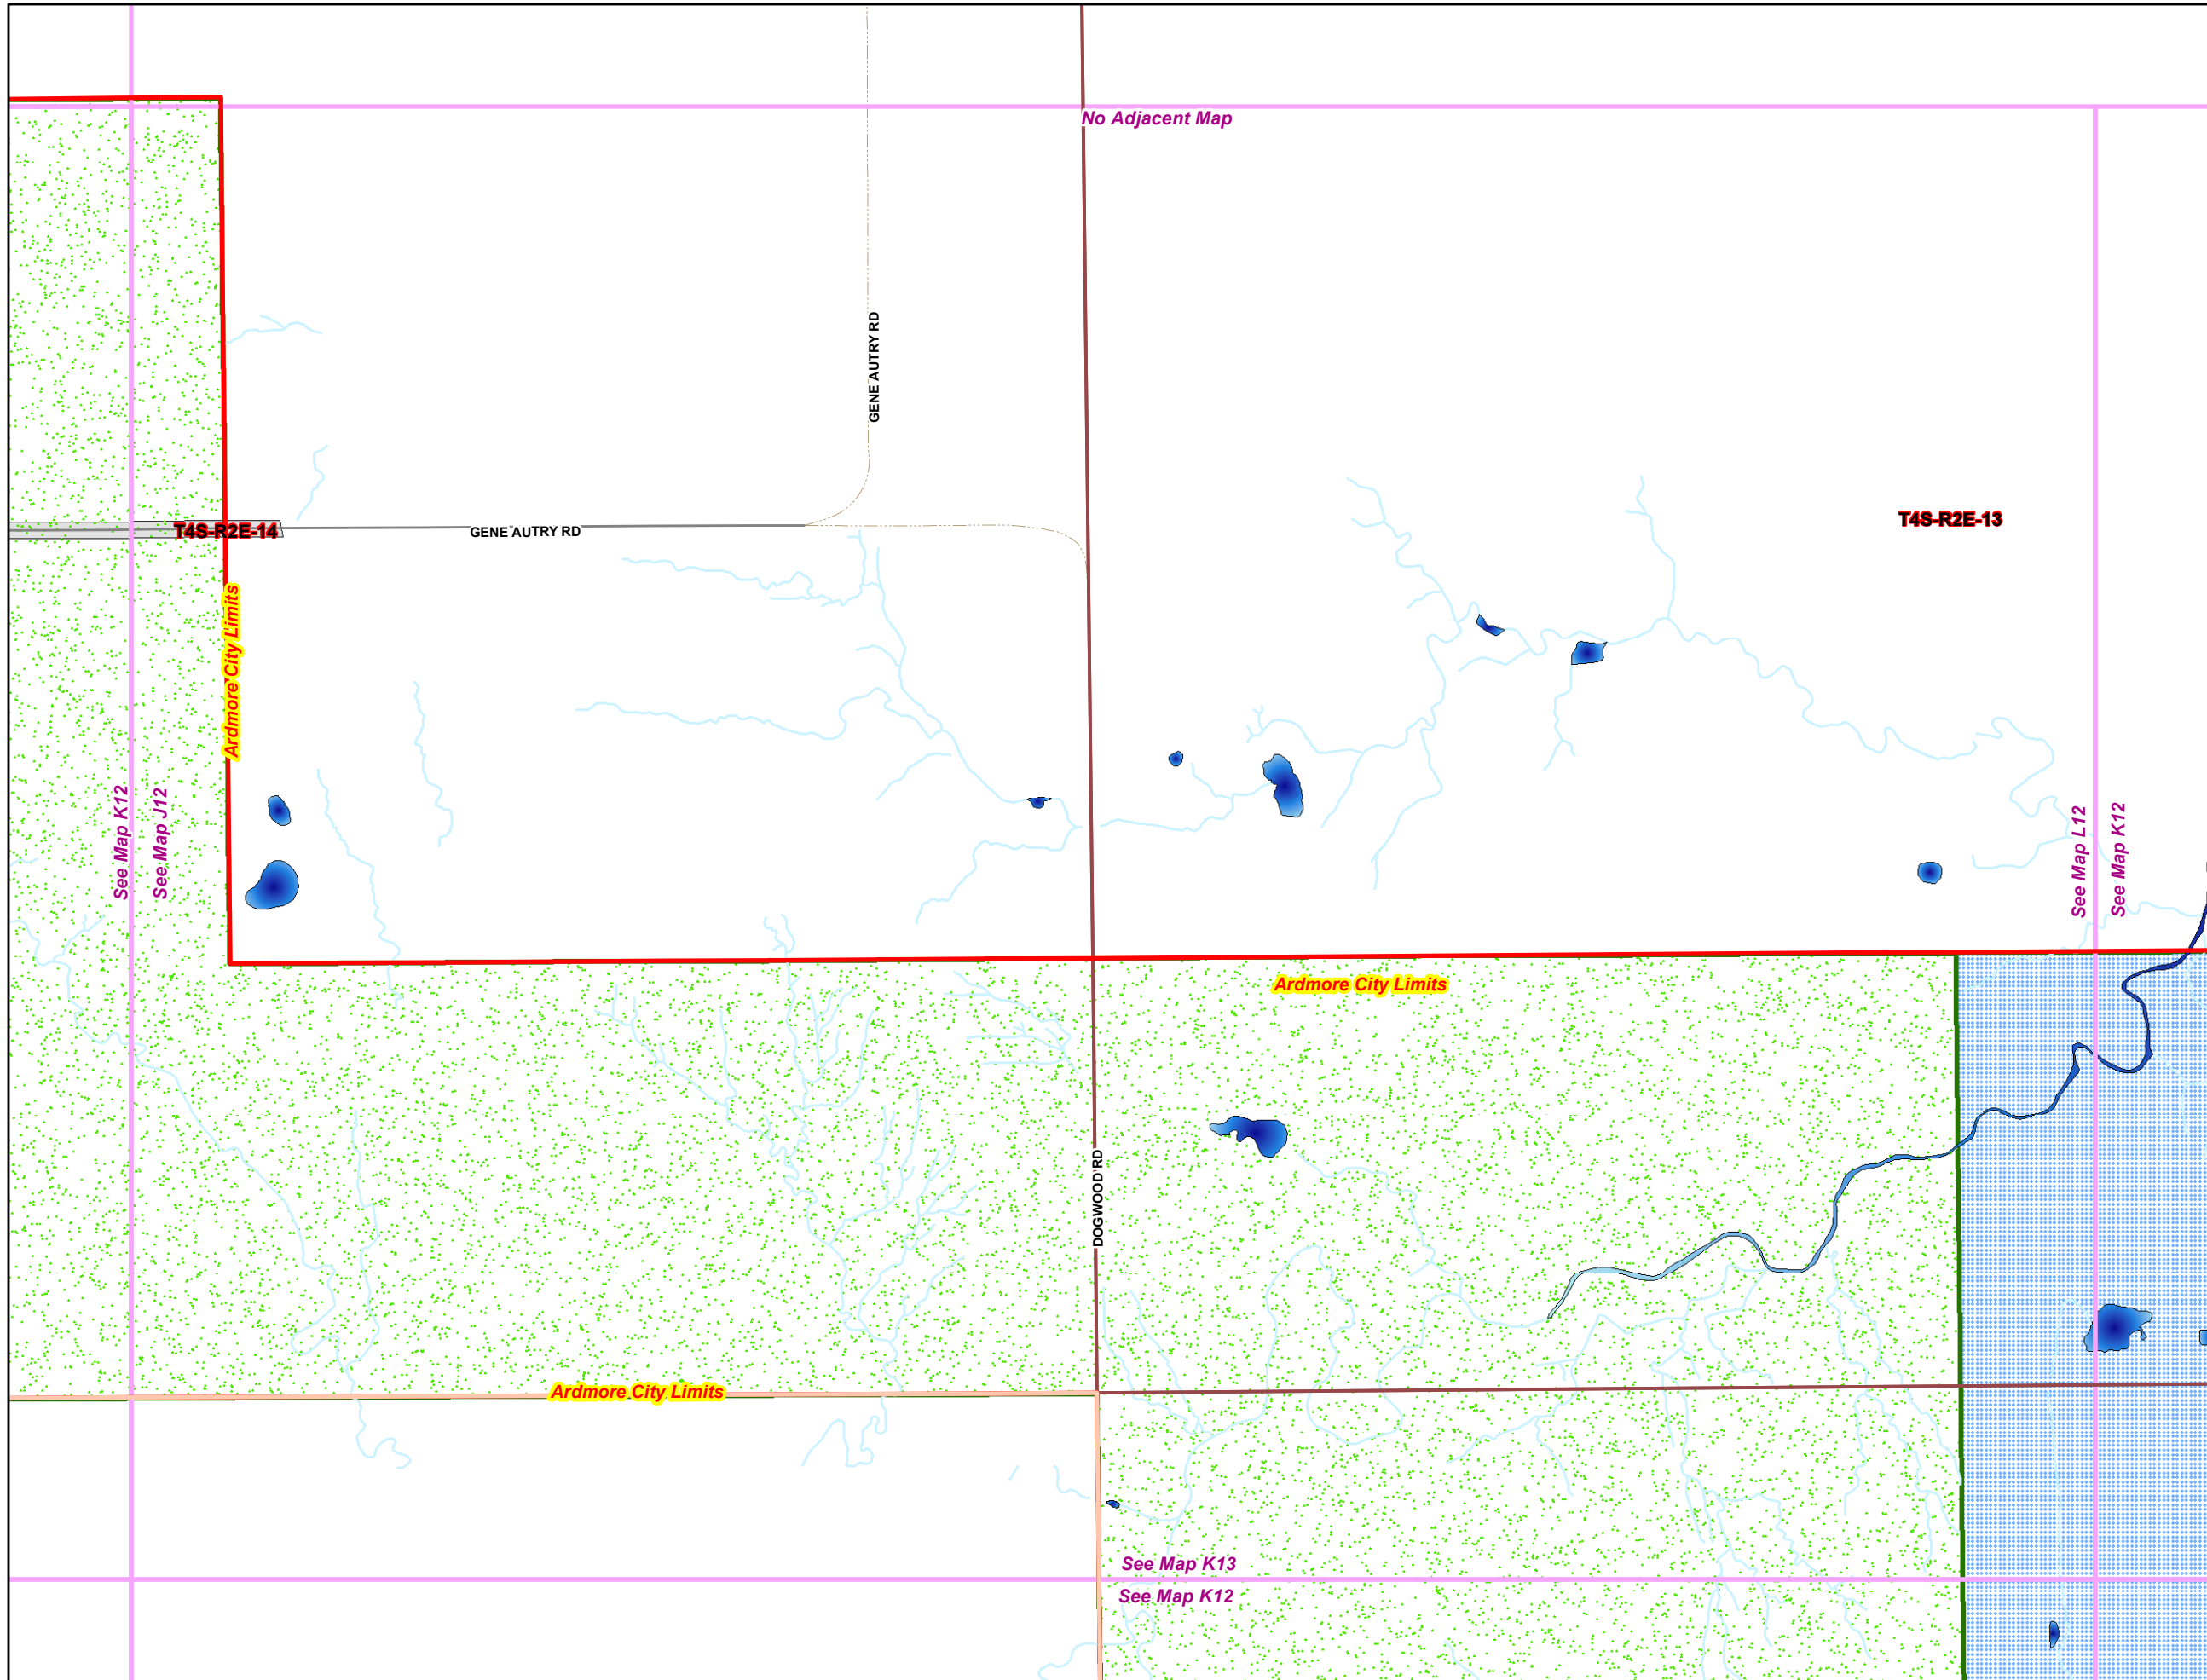 No Adjacent Map
GENE AUTRY RD
T4S-R2E-14
GENE AUTRY RD
T4S-R2E-13
Ardmore City Limits
See Map K12
See Map J12
See Map L12
See Map K12
Ardmore City Limits
DOGWOOD RD
Ardmore City Limits
See Map K13
See Map K12